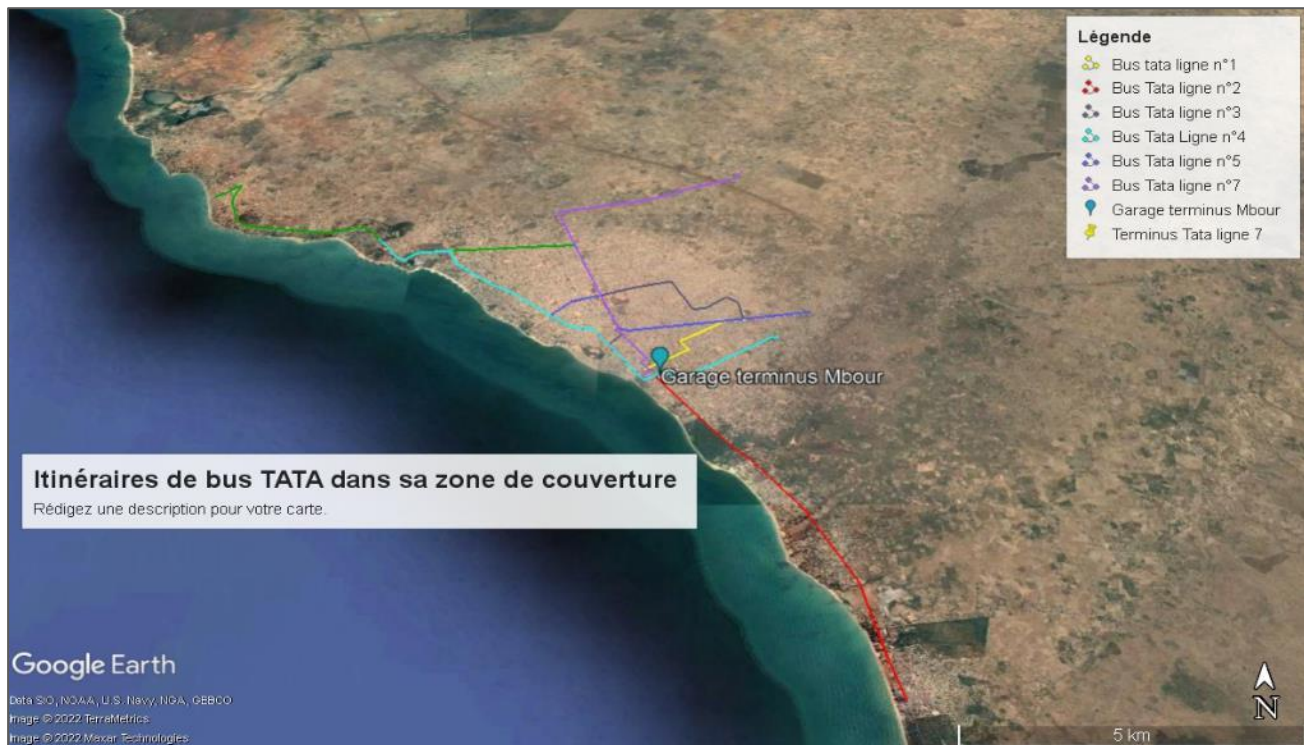 Légende
Bus tata ligne n°1
Bus Tata ligne n°2
Bus Tata ligne n°3
Bus Tata Ligne n°4
Bus Tata ligne n°5
Bus Tata ligne n°7
Garage terminus Mbour
Terminus Tata ligne 7
Garage terminus Mbour
Itinéraires de bus TATA dans sa zone de couverture
Rédigez une description pour votre carte.
Google Earth
Data SIO, NOAA, U.S. Navy, NGA, GEBCO
Image © 2022 TerraMetrics
Image © 2022 Maxar Technologies
N
5 km